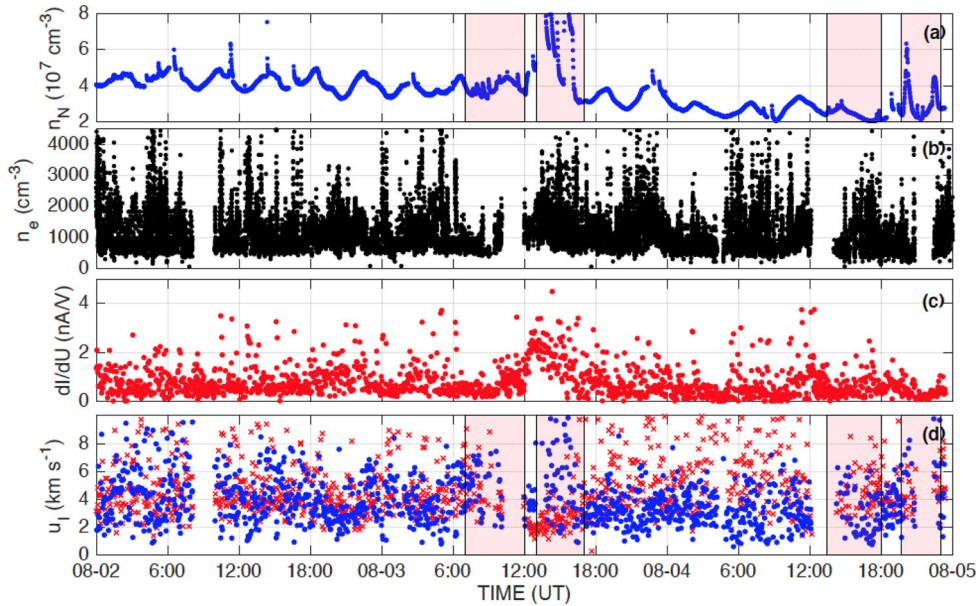 8
6
4
2
n_N (10^7 cm^-3)
(a)
4000
3000
2000
1000
0
n_e (cm^-3)
(b)
4
2
0
dI/dU (nA/V)
(c)
8
6
4
2
0
u_I (km s^-1)
(d)
08-02 6:00 12:00 18:00 08-03 6:00 12:00 18:00 08-04 6:00 12:00 18:00 08-05
TIME (UT)